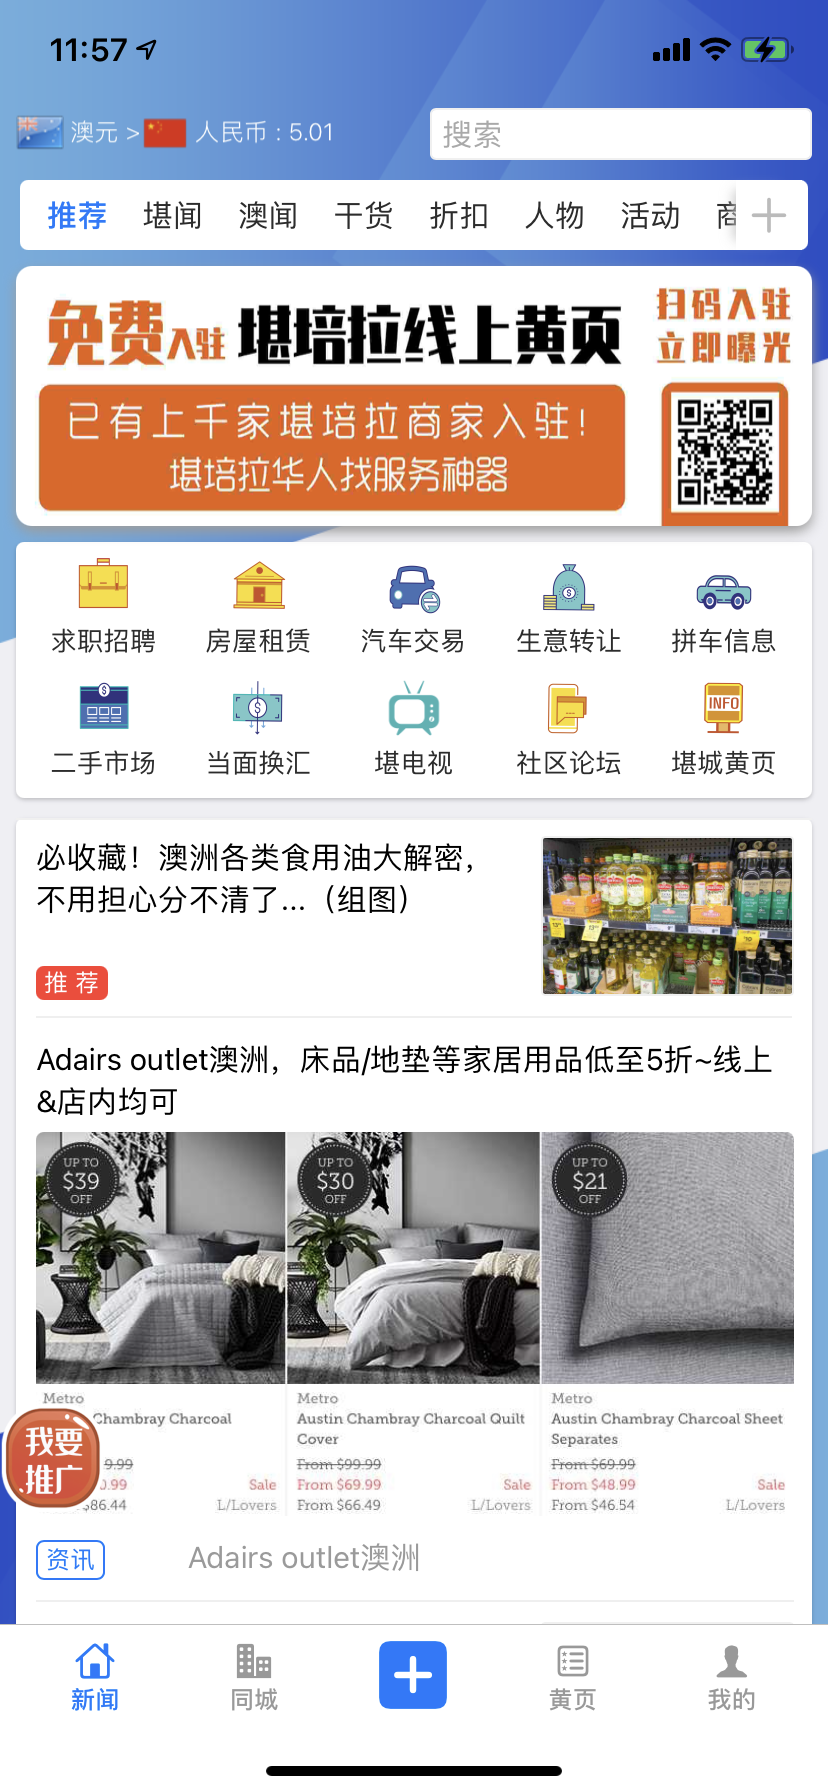 11:57
澳元 > 人民币 : 5.01
搜索
推荐 堪闻 澳闻 干货 折扣 人物 活动 商
免费入驻 堪培拉线上黄页
扫码入驻
立即曝光
已有上千家堪培拉商家入驻!
堪培拉华人找服务神器
求职招聘 房屋租赁 汽车交易 生意转让 拼车信息
INFO
二手市场 当面换汇 堪电视 社区论坛 堪城黄页
必收藏！澳洲各类食用油大解密，
不用担心分不清了...（组图）
推 荐
Adairs outlet澳洲，床品/地垫等家居用品低至5折~线上
&店内均可
UP TO $39 OFF
UP TO $30 OFF
UP TO $21 OFF
Metro
Chambray Charcoal
9.99
0.99 Sale
$86.44 L/Lovers
Metro
Austin Chambray Charcoal Quilt
Cover
From $99.99
From $69.99 Sale
From $66.49 L/Lovers
Metro
Austin Chambray Charcoal Sheet
Separates
From $69.99
From $48.99 Sale
From $46.54 L/Lovers
我要
推广
资讯 Adairs outlet澳洲
新闻 同城 黄页 我的